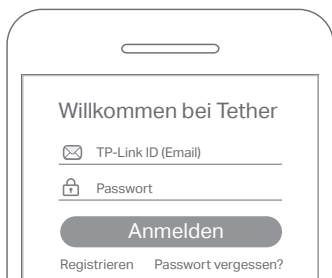 Willkommen bei Tether
TP-Link ID (Email)
Passwort
Anmelden
Registrieren Passwort vergessen?